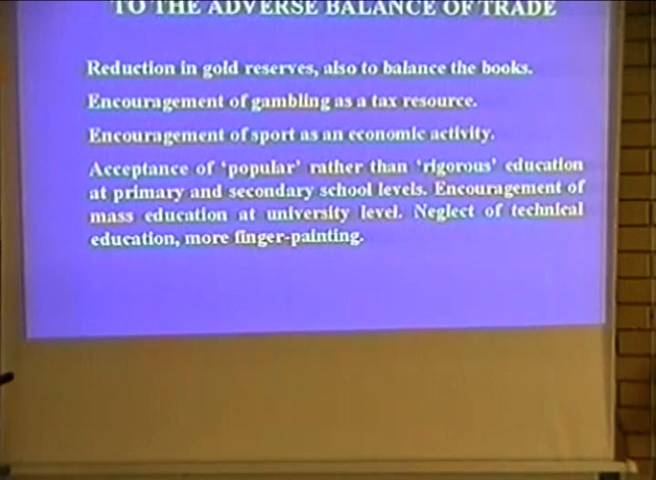 TO THE ADVERSE BALANCE OF TRADE
Reduction in gold reserves, also to balance the books.
Encouragement of gambling as a tax resource.
Encouragement of sport as an economic activity.
Acceptance of ‘popular’ rather than ‘rigorous’ education
at primary and secondary school levels. Encouragement of
mass education at university level. Neglect of technical
education, more finger-painting.